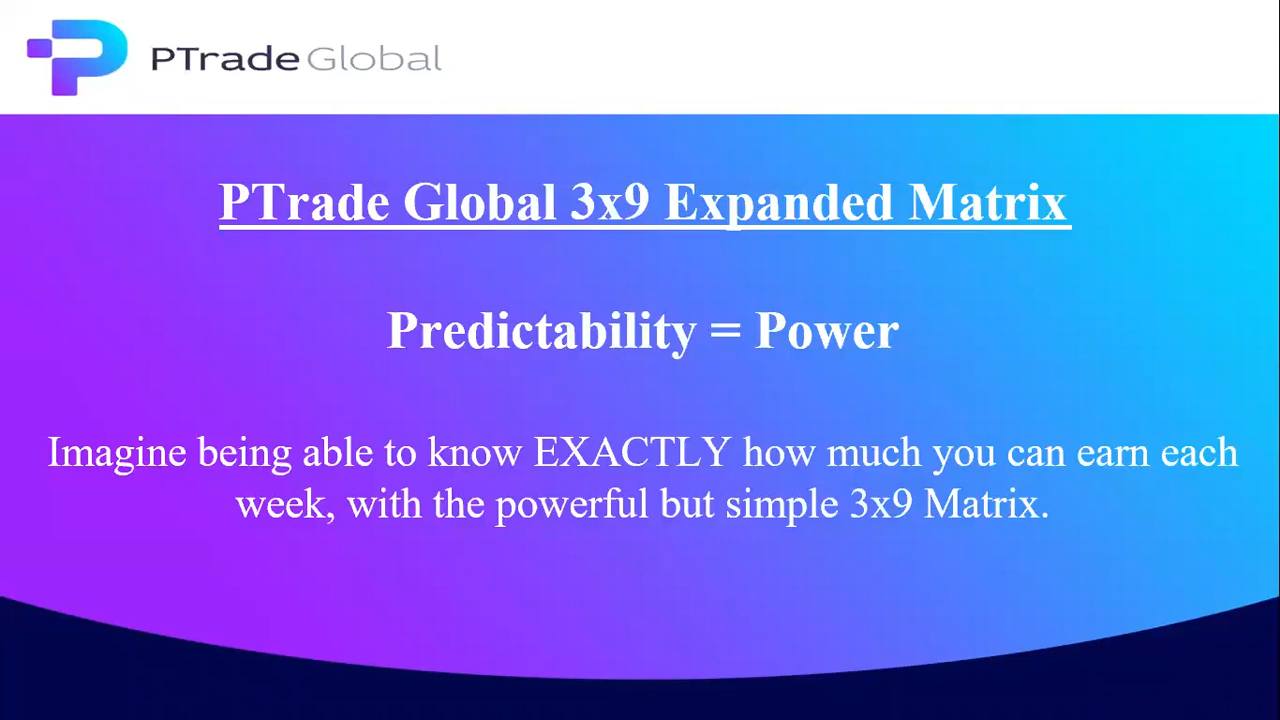 PTrade Global
PTrade Global 3x9 Expanded Matrix
Predictability = Power
Imagine being able to know EXACTLY how much you can earn each
week, with the powerful but simple 3x9 Matrix.